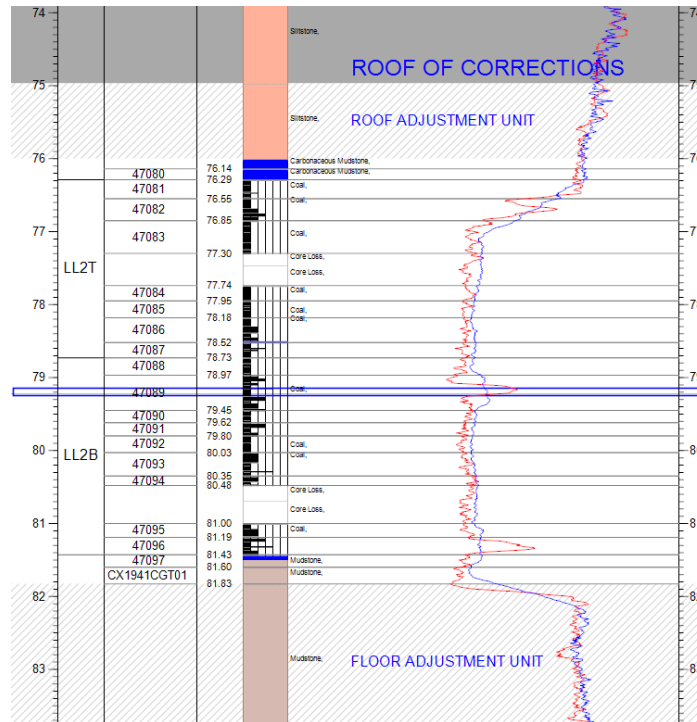 74
Siltstone,
ROOF OF CORRECTIONS
75
Siltstone,
ROOF ADJUSTMENT UNIT
76
Carbonaceous Mudstone,
76.14
47080
Carbonaceous Mudstone,
76.29
47081
Coal,
76.55
47082
Coal,
76.85
77
47083
Coal,
77.30
Core Loss,
LL2T
Core Loss,
77.74
47084
Coal,
77.95
78
47085
Coal,
78.18
Coal,
47086
78.52
47087
78.73
47088
78.97
79
47089
Coal,
79.45
47090
79.62
47091
79.80
47092
Coal,
80
80.03
Coal,
LL2B
47093
80.35
47094
80.48
Core Loss,
Core Loss,
81
81.00
47095
Coal,
81.19
47096
81.43
47097
Mudstone,
81.60
CX1941CGT01
Mudstone,
81.83
82
Mudstone,
FLOOR ADJUSTMENT UNIT
83